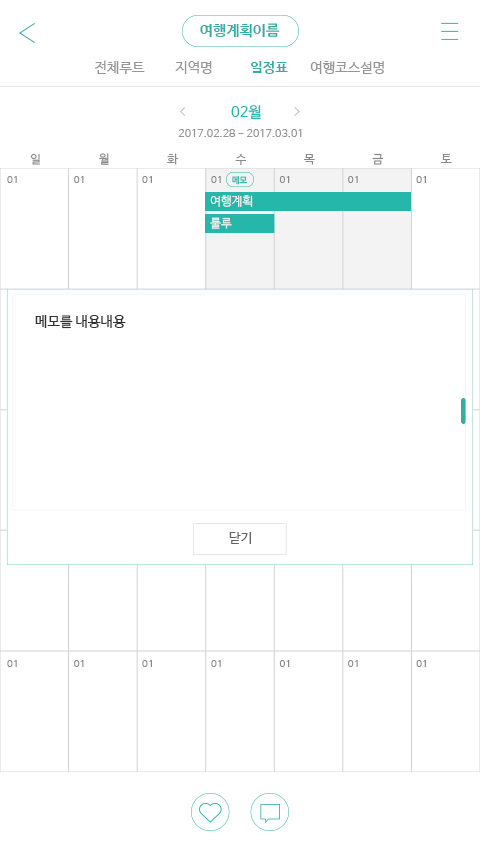 여행계획이름
전체루트 지역명 일정표 여행코스설명
02월
2017.02.28 – 2017.03.01
일 월 화 수 목 금 토
01 01 01 01 메모 01 01 01
여행계획
룰루
메모를 내용내용
닫기
01 01 01 01 01 01 01